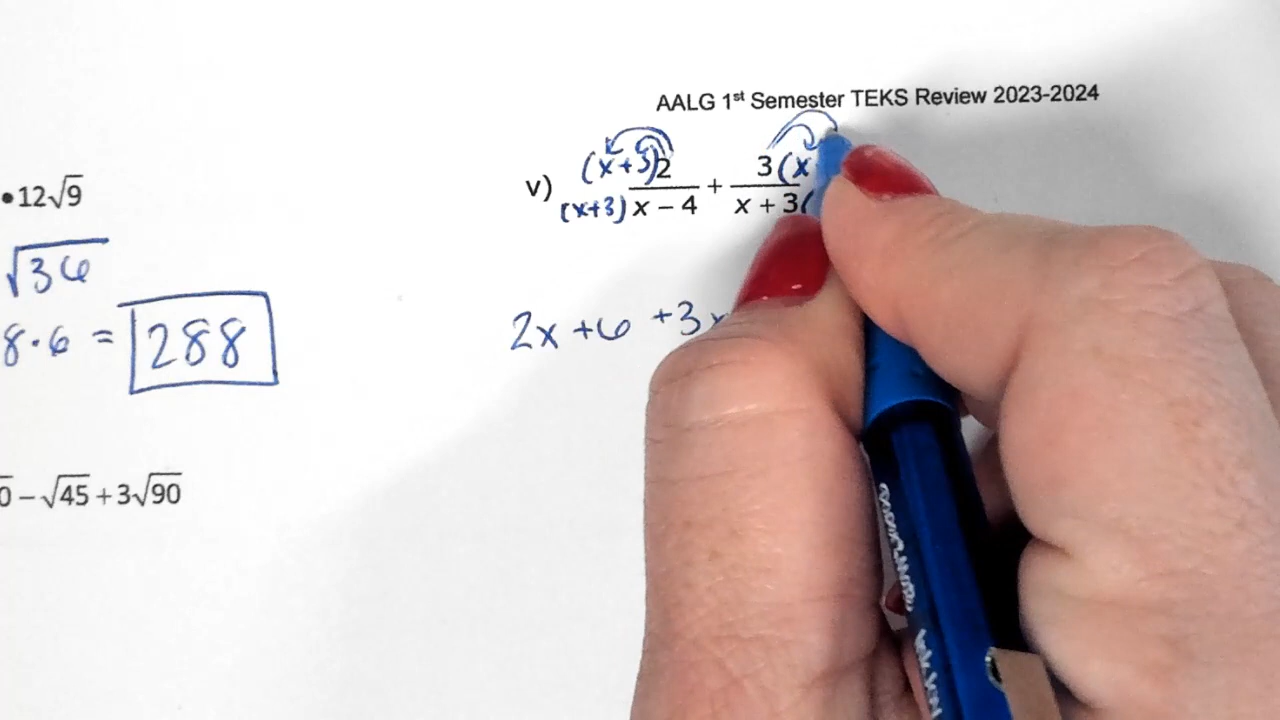 AALG 1st Semester TEKS Review 2023-2024
•12√9
√36
8·6 = 288
0 − √45 + 3√90
v) (x+3)2 + 3(x
(x+3) x − 4 x + 3(
2x +6 +3x